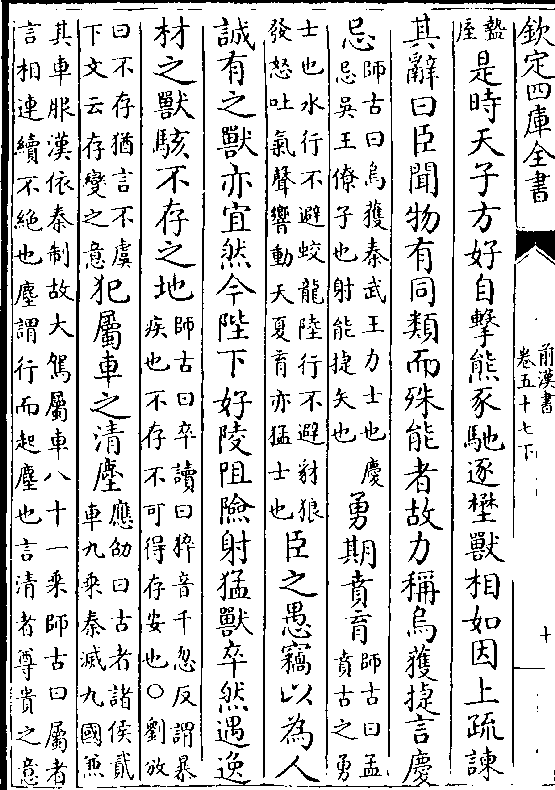 欽定四庫全書
前漢書
卷五十七下
十
豁
厓
是時天子方好自擊熊豕馳逐壄獸相如因上疏諫
其辭曰臣聞物有同類而殊能者故力稱烏獲捷言慶
忌
師古曰烏獲秦武王力士也慶
忌吳王僚子也射能捷矢也
勇期賁育
師古曰孟
賁古之勇
士也水行不避蛟龍陸行不避豺狼
發怒吐氣聲響動天夏育亦猛士也
臣之愚竊以為人
誠有之獸亦宜然今陛下好陵阻險射猛獸卒然遇逸
材之獸駭不存之地
師古曰卒讀曰猝音千忽反謂暴
疾也不存不可得存安也○劉攽
曰不存猶言不虞
下文云存變之意
犯屬車之清塵
應劭曰古者諸侯貳
車九乘秦滅九國兼
其車服漢依秦制故大駕屬車八十一乘師古曰屬者
言相連續不絕也塵謂行而起塵也言清者尊貴之意